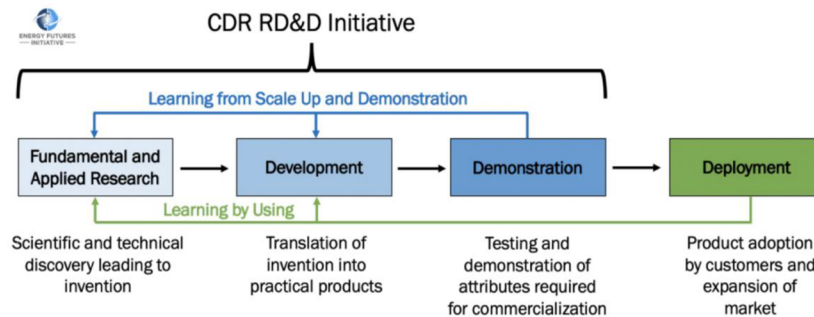 ENERGY FUTURES
INITIATIVE
CDR RD&D Initiative
Learning from Scale Up and Demonstration
Fundamental and
Applied Research
Development
Demonstration
Deployment
Learning by Using
Scientific and technical
discovery leading to
invention
Translation of
invention into
practical products
Testing and
demonstration of
attributes required
for commercialization
Product adoption
by customers and
expansion of
market